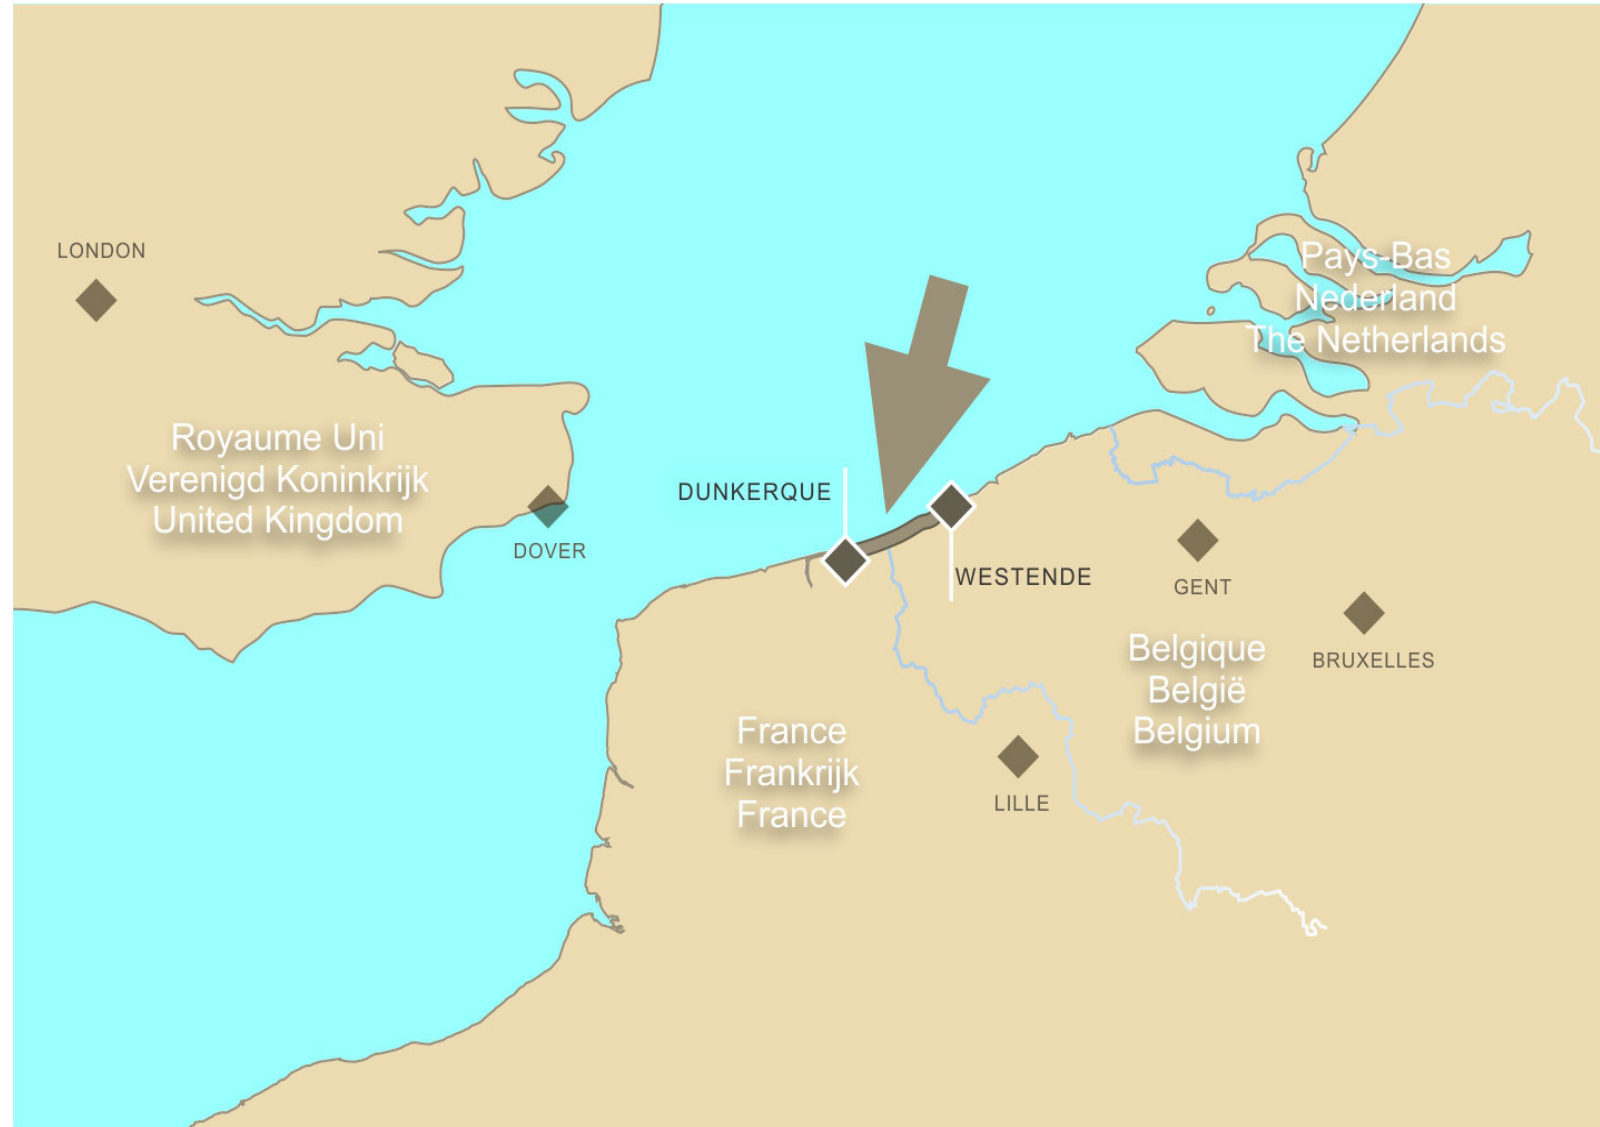 LONDON
Pays-Bas
Nederland
The Netherlands
Royaume Uni
Verenigd Koninkrijk
United Kingdom
DUNKERQUE
DOVER
WESTENDE
GENT
Belgique
België
Belgium
BRUXELLES
France
Frankrijk
France
LILLE